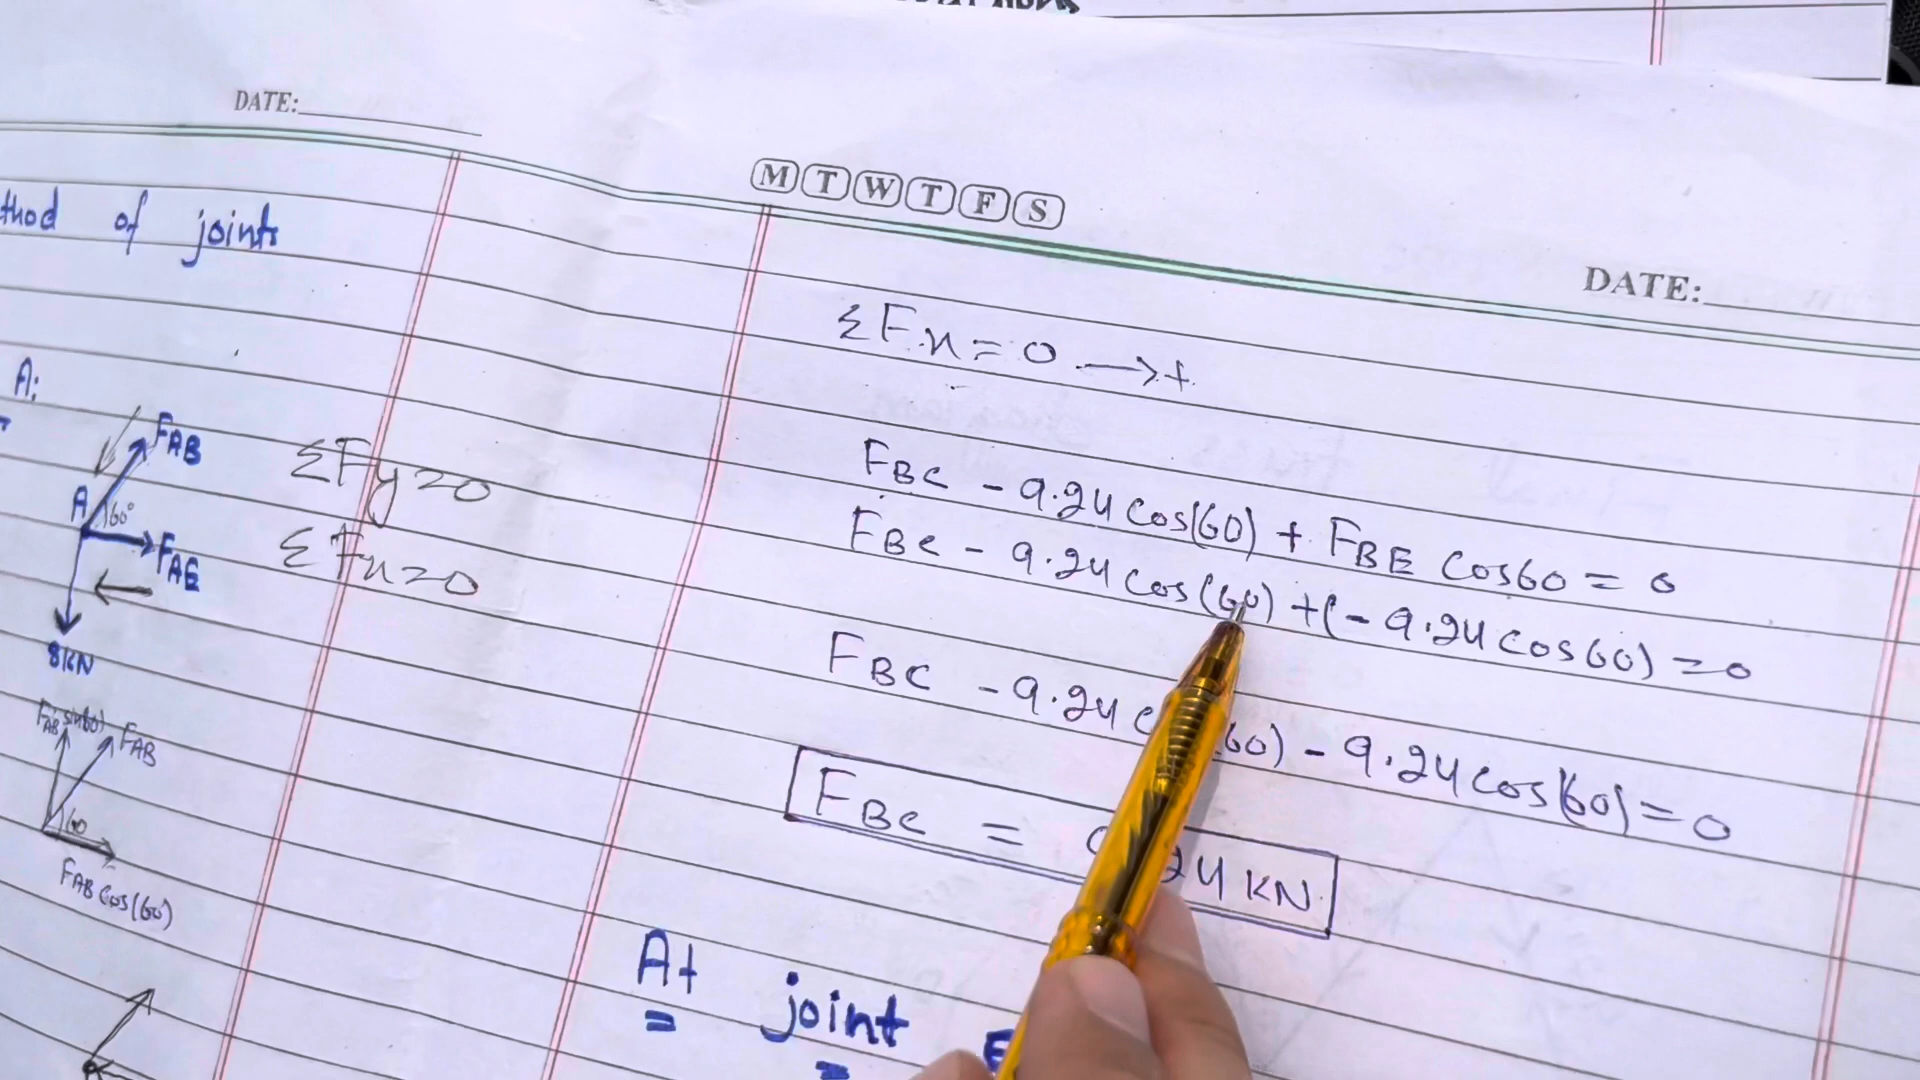 DATE:
thod of joints
A:
FAB
A
60°
FAE
8KN
ΣFy=0
ΣFx=0
FAB sin(60)
FAB
60
FAB cos(60)
M T W T F S
DATE:
ΣFx = 0 → +
FBC - 9.24 cos(60) + FBE cos60 = 0
FBC - 9.24 cos(60) + (- 9.24 cos60) = 0
FBC - 9.24 60) - 9.24 cos(60) = 0
FBC = 24 KN
At joint